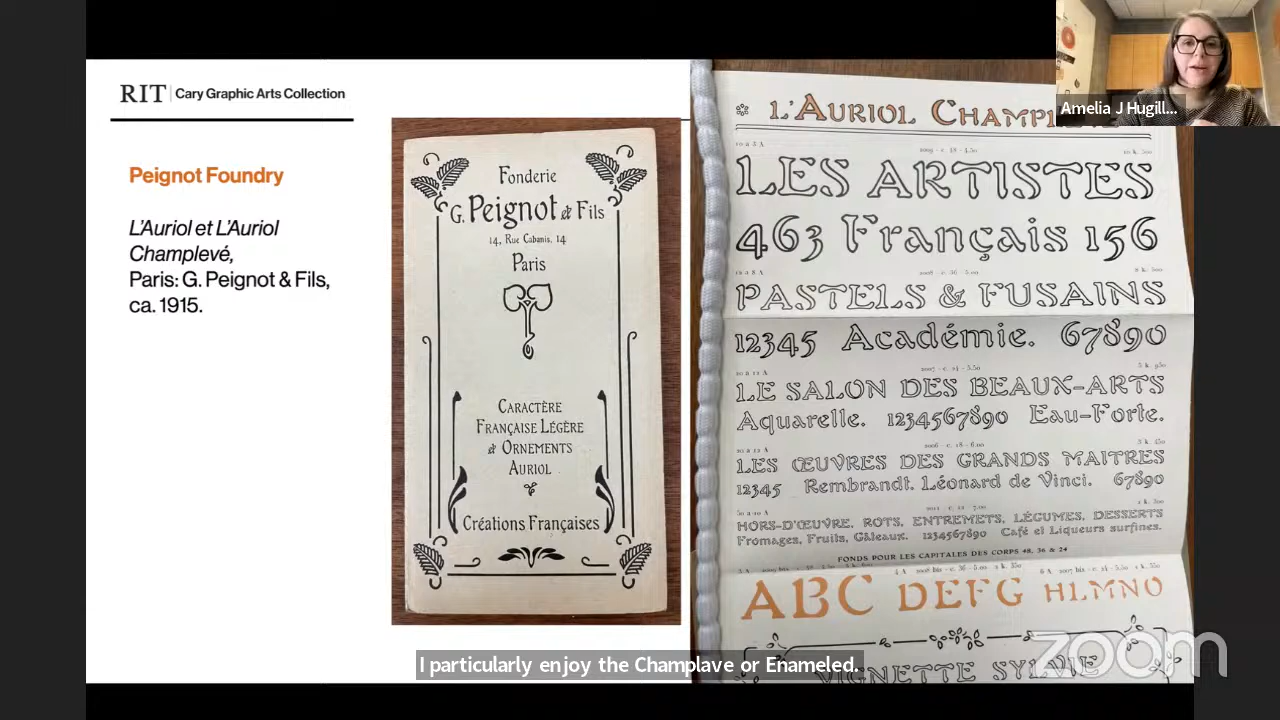 RIT | Cary Graphic Arts Collection
Peignot Foundry
L'Auriol et L'Auriol
Champlevé,
Paris: G. Peignot & Fils,
ca. 1915.
Fonderie
G. Peignot & Fils
14, Rue Cabanis, 14
Paris
CARACTÈRE
FRANÇAISE LÉGÈRE
& ORNEMENTS
AURIOL
Créations Françaises
L'AURIOL
LES ARTISTES
463 Français 156
PASTELS & FUSAINS
12345 Académie. 67890
LE SALON DES BEAUX-ARTS
Aquarelle. 1234567890 Eau-Forte.
LES ŒUVRES DES GRANDS MAITRES
12345 Rembrandt. Léonard de Vinci. 67890
HORS-D'ŒUVRE, ROTS, ENTREMETS, LÉGUMES, DESSERTS
Fromages, Fruits, Gâteaux. 1234567890 Café et Liqueurs surfines.
FONDS POUR LES CAPITALES DES CORPS 48, 36 & 24
ABC DEFG HLMNO
VIGNETTE
Amelia J Hugill...
I particularly enjoy the Champlave or Enameled.
zoom